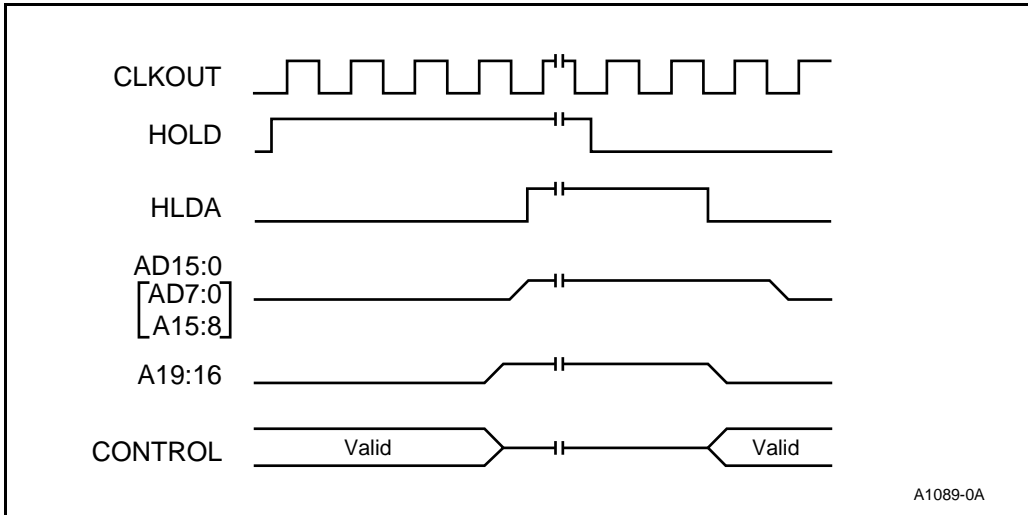 CLKOUT
HOLD
HLDA
AD15:0
AD7:0
A15:8
A19:16
CONTROL
Valid
Valid
A1089-0A